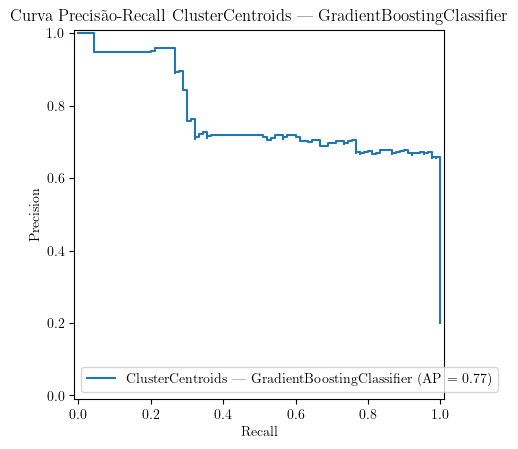 Curva Precisão-Recall ClusterCentroids — GradientBoostingClassifier
1.0
0.8
0.6
0.4
0.2
0.0
Precision
ClusterCentroids — GradientBoostingClassifier (AP = 0.77)
0.0 0.2 0.4 0.6 0.8 1.0
Recall